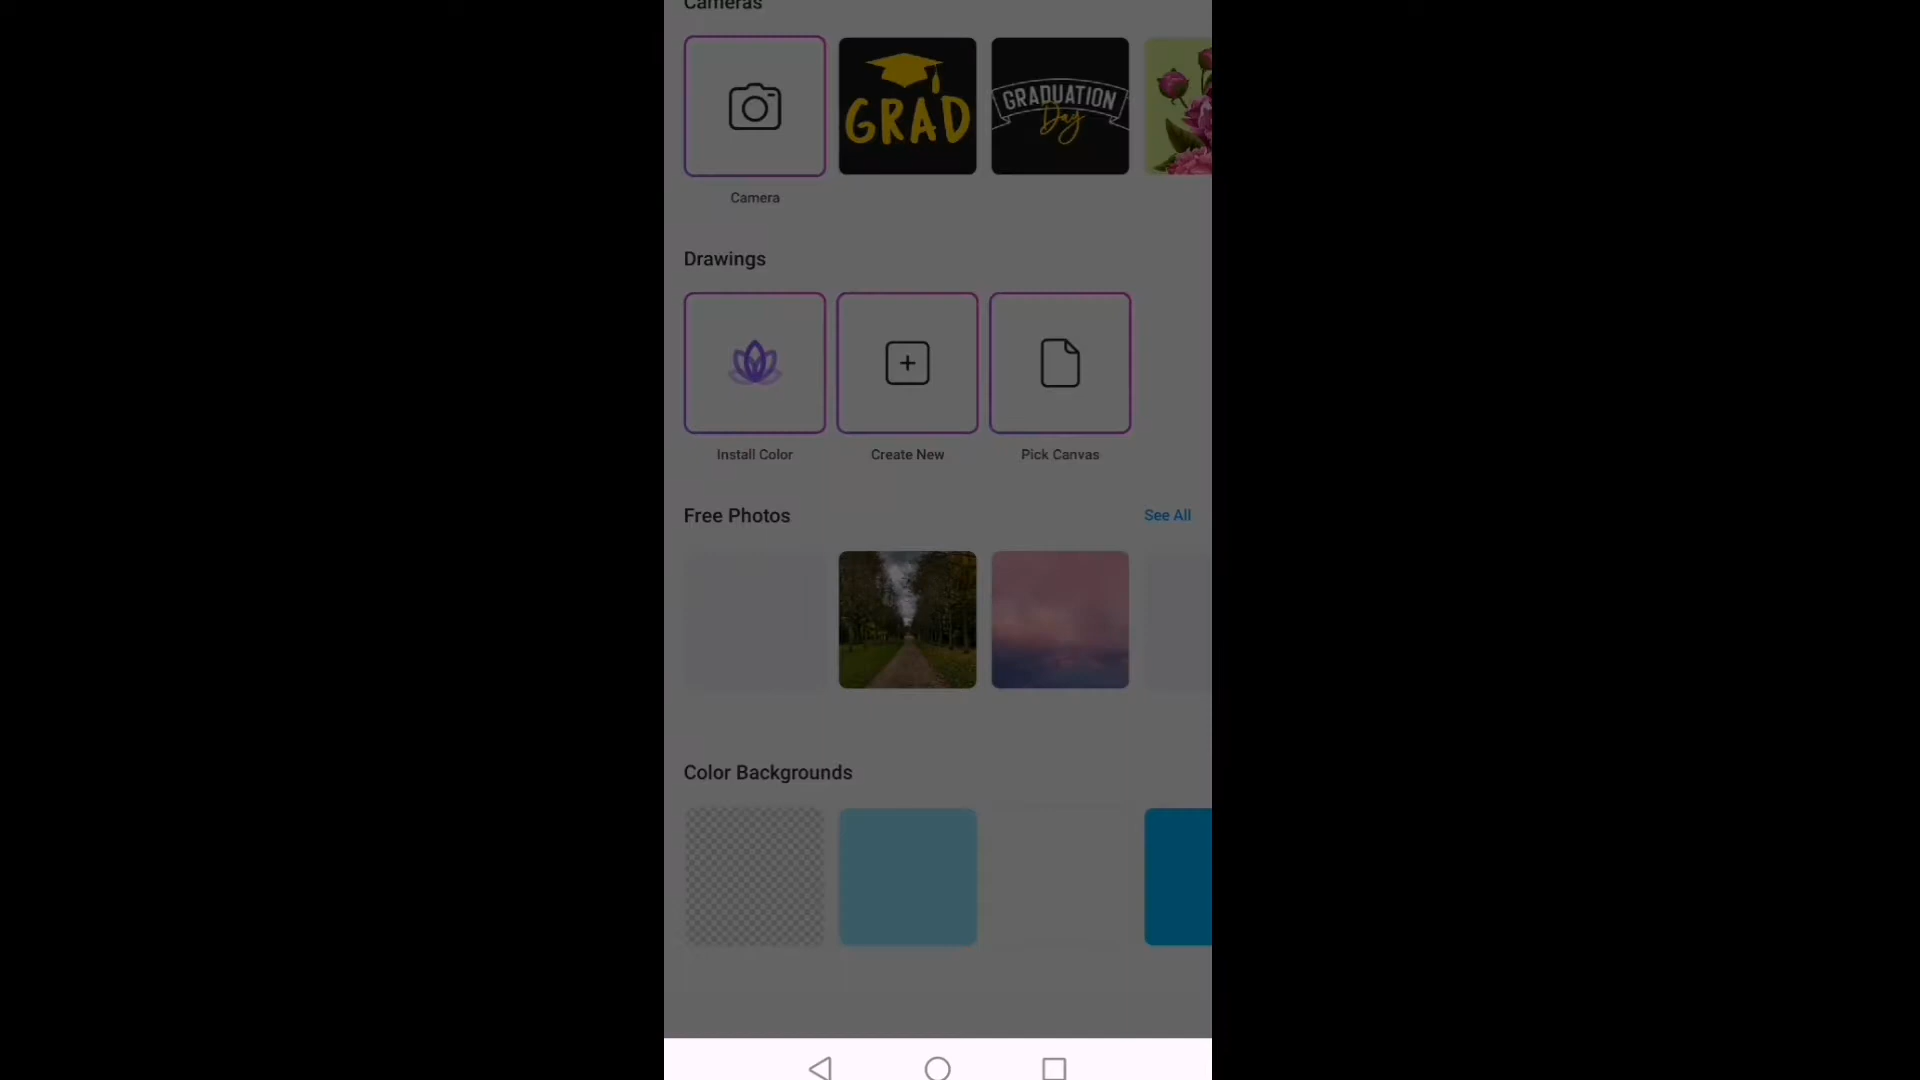 Cameras
GRAD
GRADUATION
Day
Camera
Drawings
Install Color
Create New
Pick Canvas
Free Photos
See All
Color Backgrounds